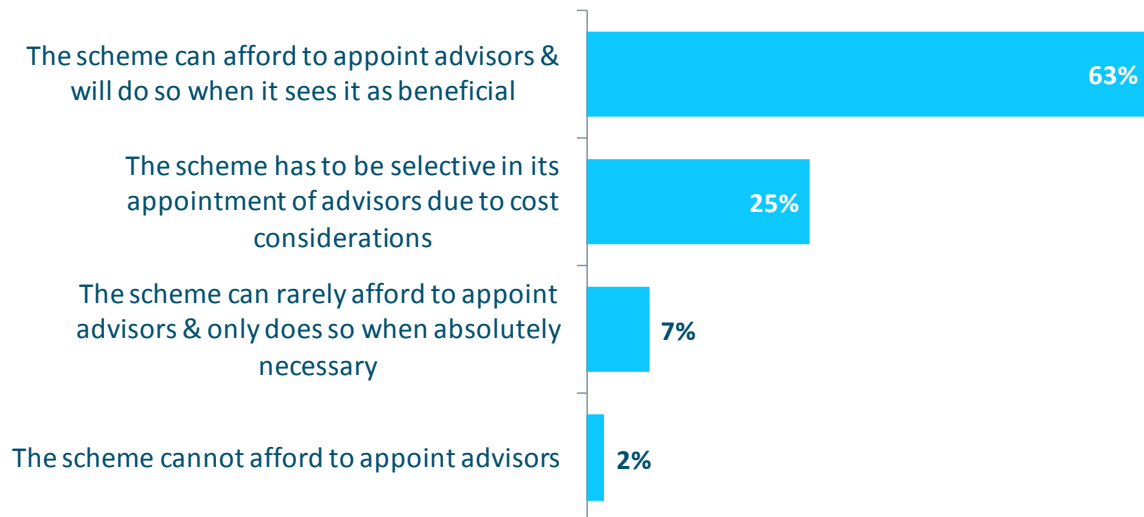 The scheme can afford to appoint advisors &
will do so when it sees it as beneficial
63%
The scheme has to be selective in its
appointment of advisors due to cost
considerations
25%
The scheme can rarely afford to appoint
advisors & only does so when absolutely
necessary
7%
The scheme cannot afford to appoint advisors
2%